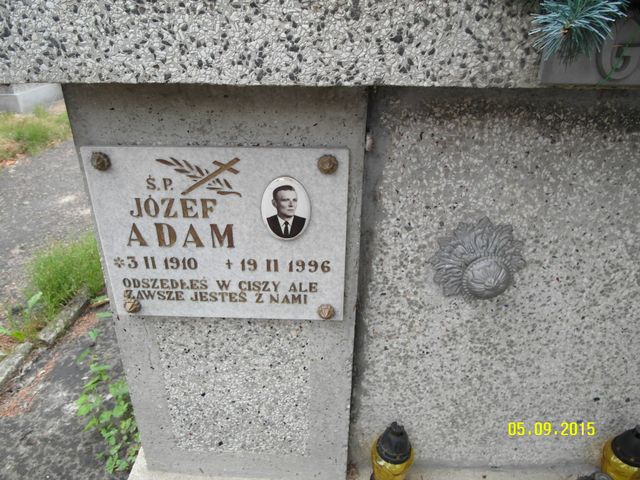 G
Ś.P.
JÓZEF
ADAM
*3 II 1910 + 19 II 1996
ODSZEDŁEŚ W CISZY ALE
ZAWSZE JESTEŚ Z NAMI
05.09.2015